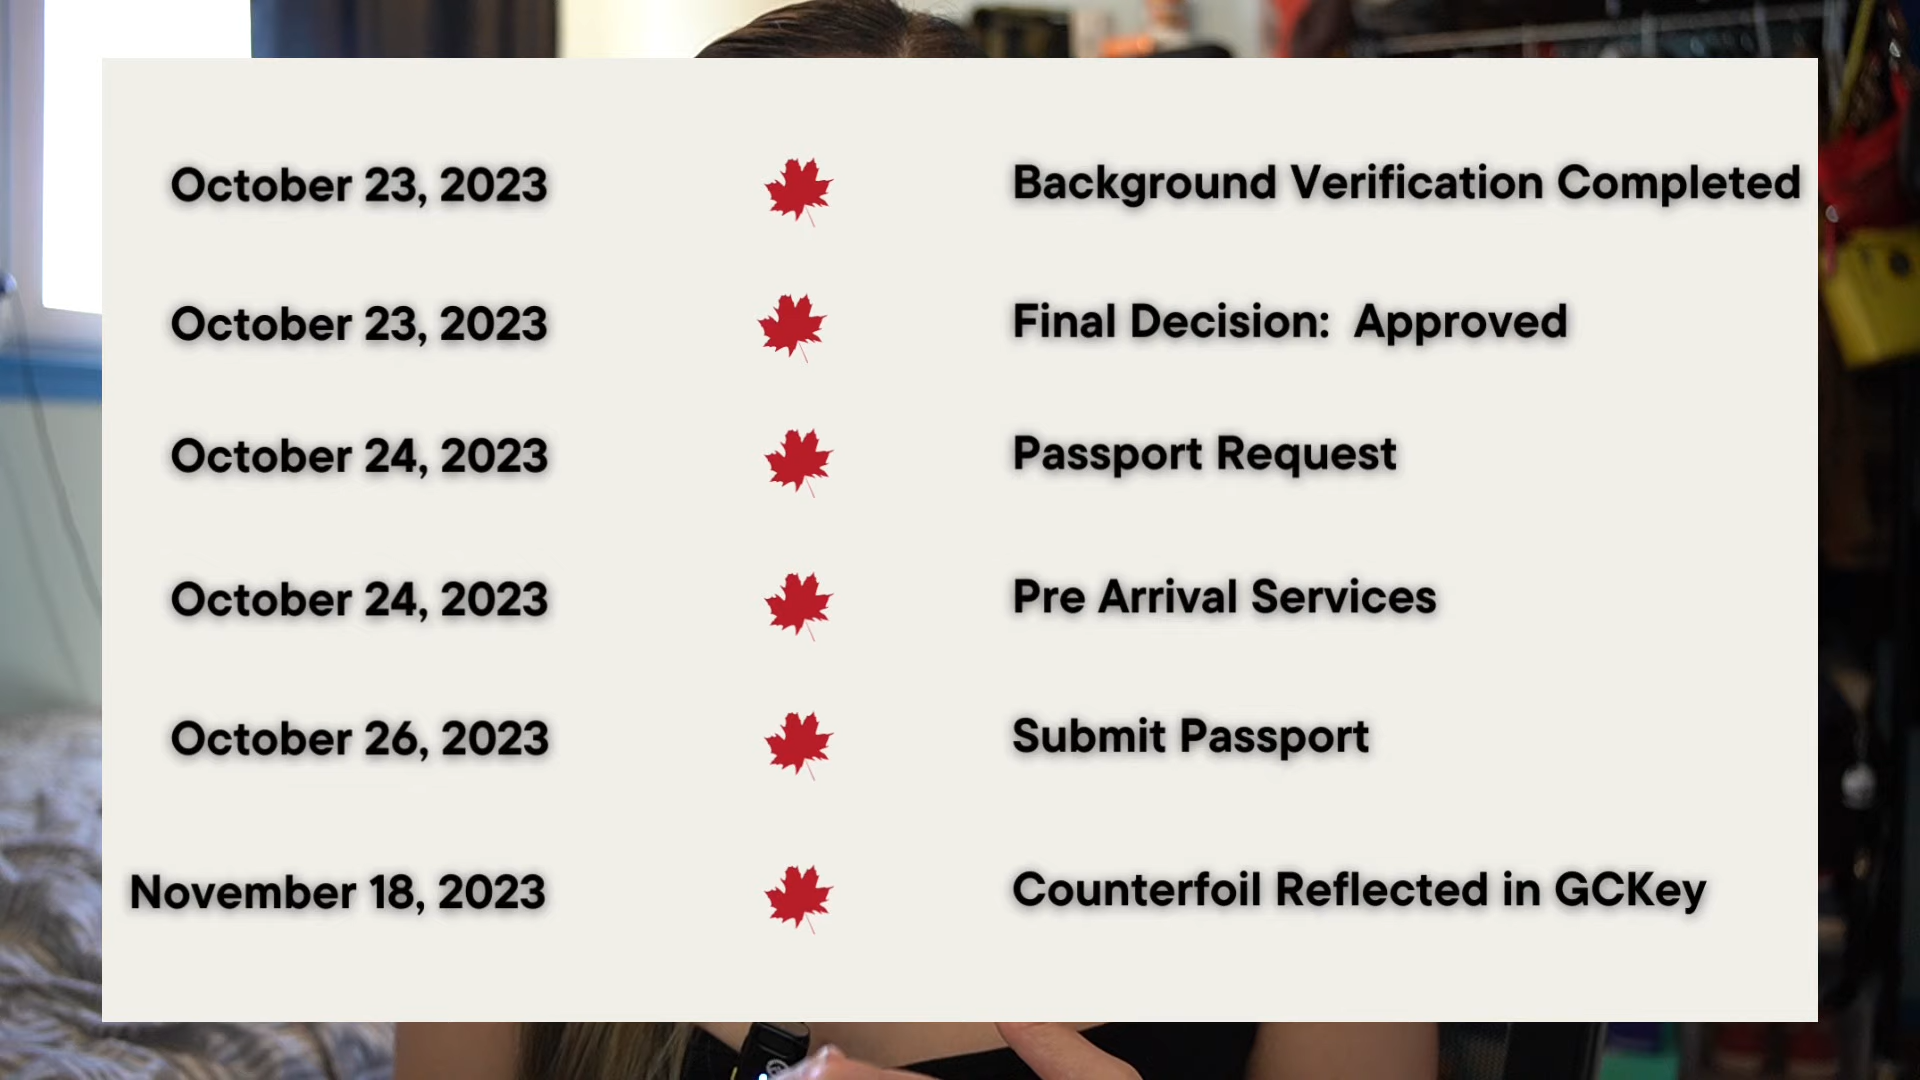 October 23, 2023 Background Verification Completed
October 23, 2023 Final Decision: Approved
October 24, 2023 Passport Request
October 24, 2023 Pre Arrival Services
October 26, 2023 Submit Passport
November 18, 2023 Counterfoil Reflected in GCKey